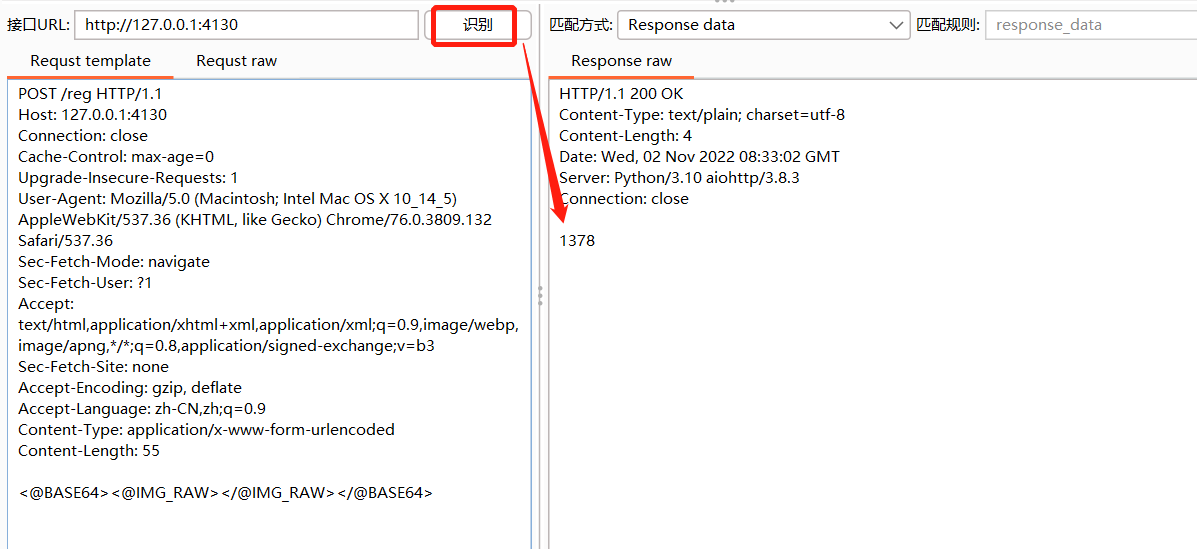 接口URL: http://127.0.0.1:4130 识别
Requst template Requst raw
POST /reg HTTP/1.1
Host: 127.0.0.1:4130
Connection: close
Cache-Control: max-age=0
Upgrade-Insecure-Requests: 1
User-Agent: Mozilla/5.0 (Macintosh; Intel Mac OS X 10_14_5)
AppleWebKit/537.36 (KHTML, like Gecko) Chrome/76.0.3809.132
Safari/537.36
Sec-Fetch-Mode: navigate
Sec-Fetch-User: ?1
Accept:
text/html,application/xhtml+xml,application/xml;q=0.9,image/webp,
image/apng,*/*;q=0.8,application/signed-exchange;v=b3
Sec-Fetch-Site: none
Accept-Encoding: gzip, deflate
Accept-Language: zh-CN,zh;q=0.9
Content-Type: application/x-www-form-urlencoded
Content-Length: 55
<@BASE64><@IMG_RAW></@IMG_RAW></@BASE64>
匹配方式: Response data 匹配规则: response_data
Response raw
HTTP/1.1 200 OK
Content-Type: text/plain; charset=utf-8
Content-Length: 4
Date: Wed, 02 Nov 2022 08:33:02 GMT
Server: Python/3.10 aiohttp/3.8.3
Connection: close
1378